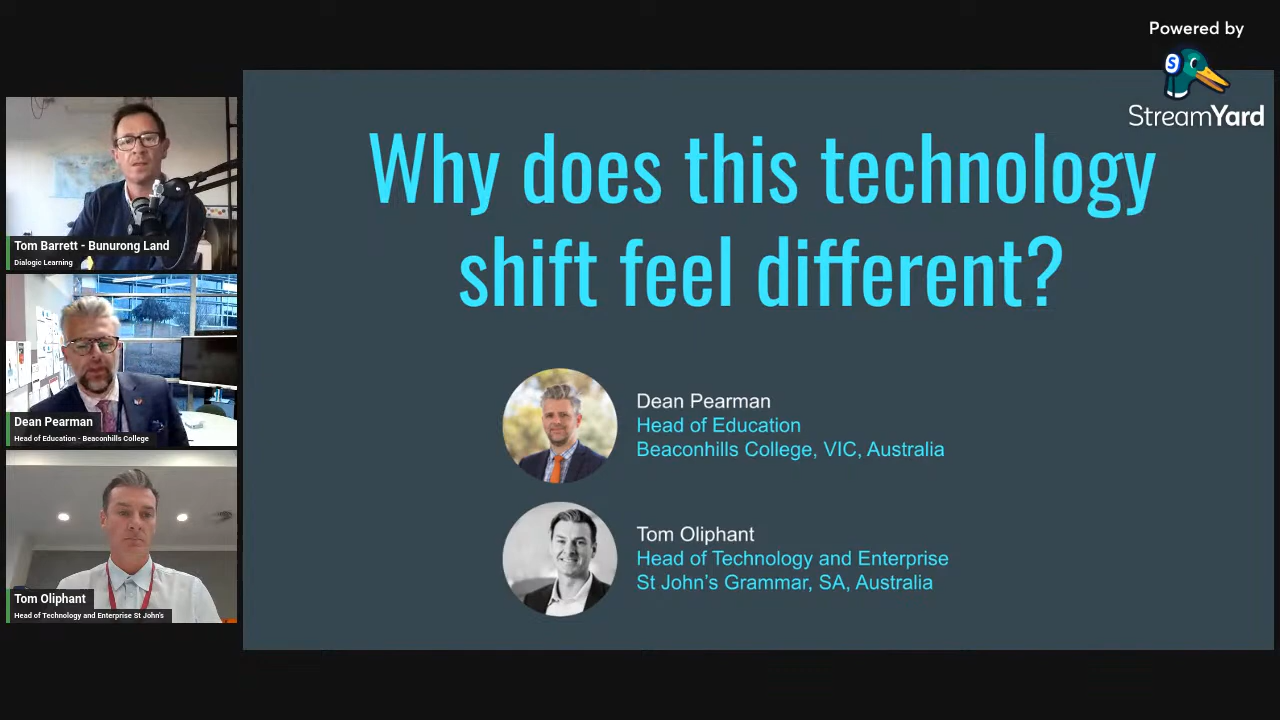 Powered by
StreamYard
Why does this technology
shift feel different?
Tom Barrett - Bunurong Land
Dialogic Learning
Dean Pearman
Head of Education - Beaconhills College
Tom Oliphant
Head of Technology and Enterprise St John's
Dean Pearman
Head of Education
Beaconhills College, VIC, Australia
Tom Oliphant
Head of Technology and Enterprise
St John’s Grammar, SA, Australia